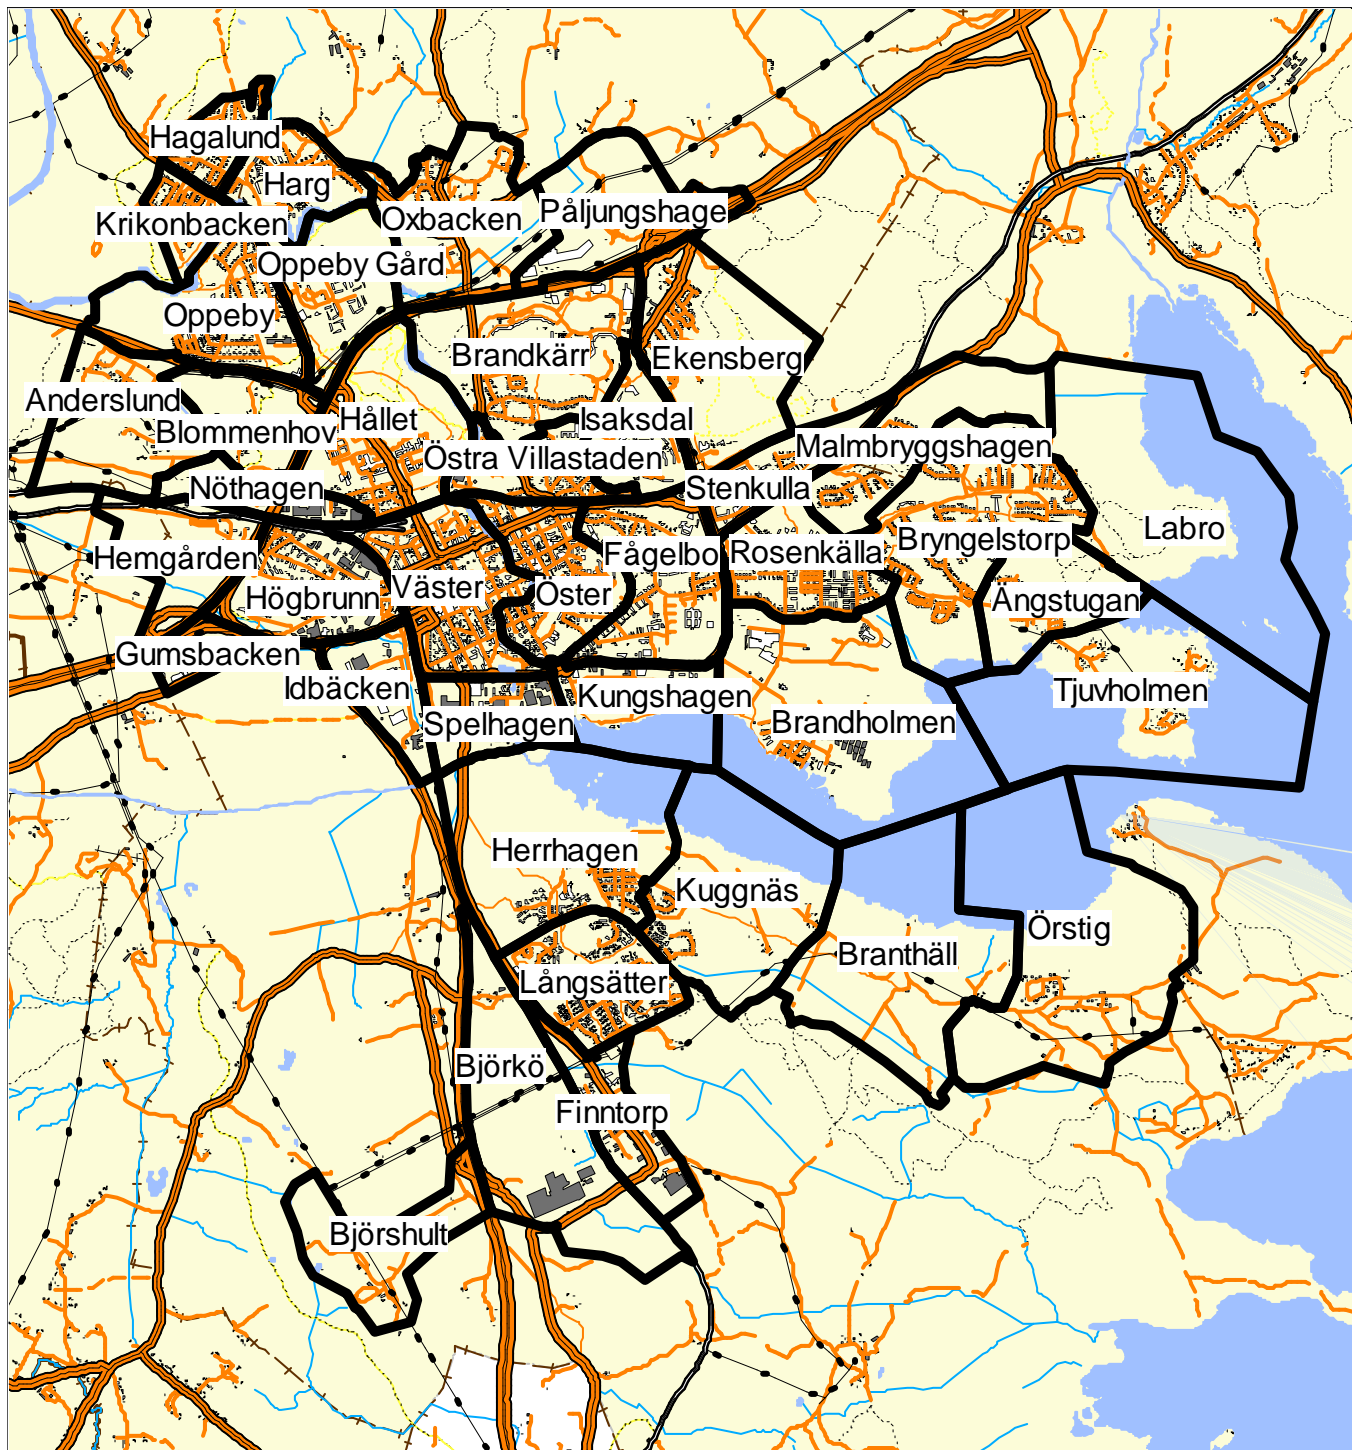 Hagalund
Harg
Krikonbacken
Oxbacken
Påljungshage
Oppeby Gård
Oppeby
Brandkärr
Ekensberg
Anderslund
Blommenhov
Hållet
Isaksdal
Östra Villastaden
Malmbryggshagen
Nöthagen
Stenkulla
Labro
Hemgården
Fågelbo
Rosenkälla
Bryngelstorp
Högbrunn
Väster
Öster
Ängstugan
Gumsbacken
Idbäcken
Kungshagen
Tjuvholmen
Spelhagen
Brandholmen
Herrhagen
Kuggnäs
Örstig
Branthäll
Långsätter
Björkö
Finntorp
Björshult